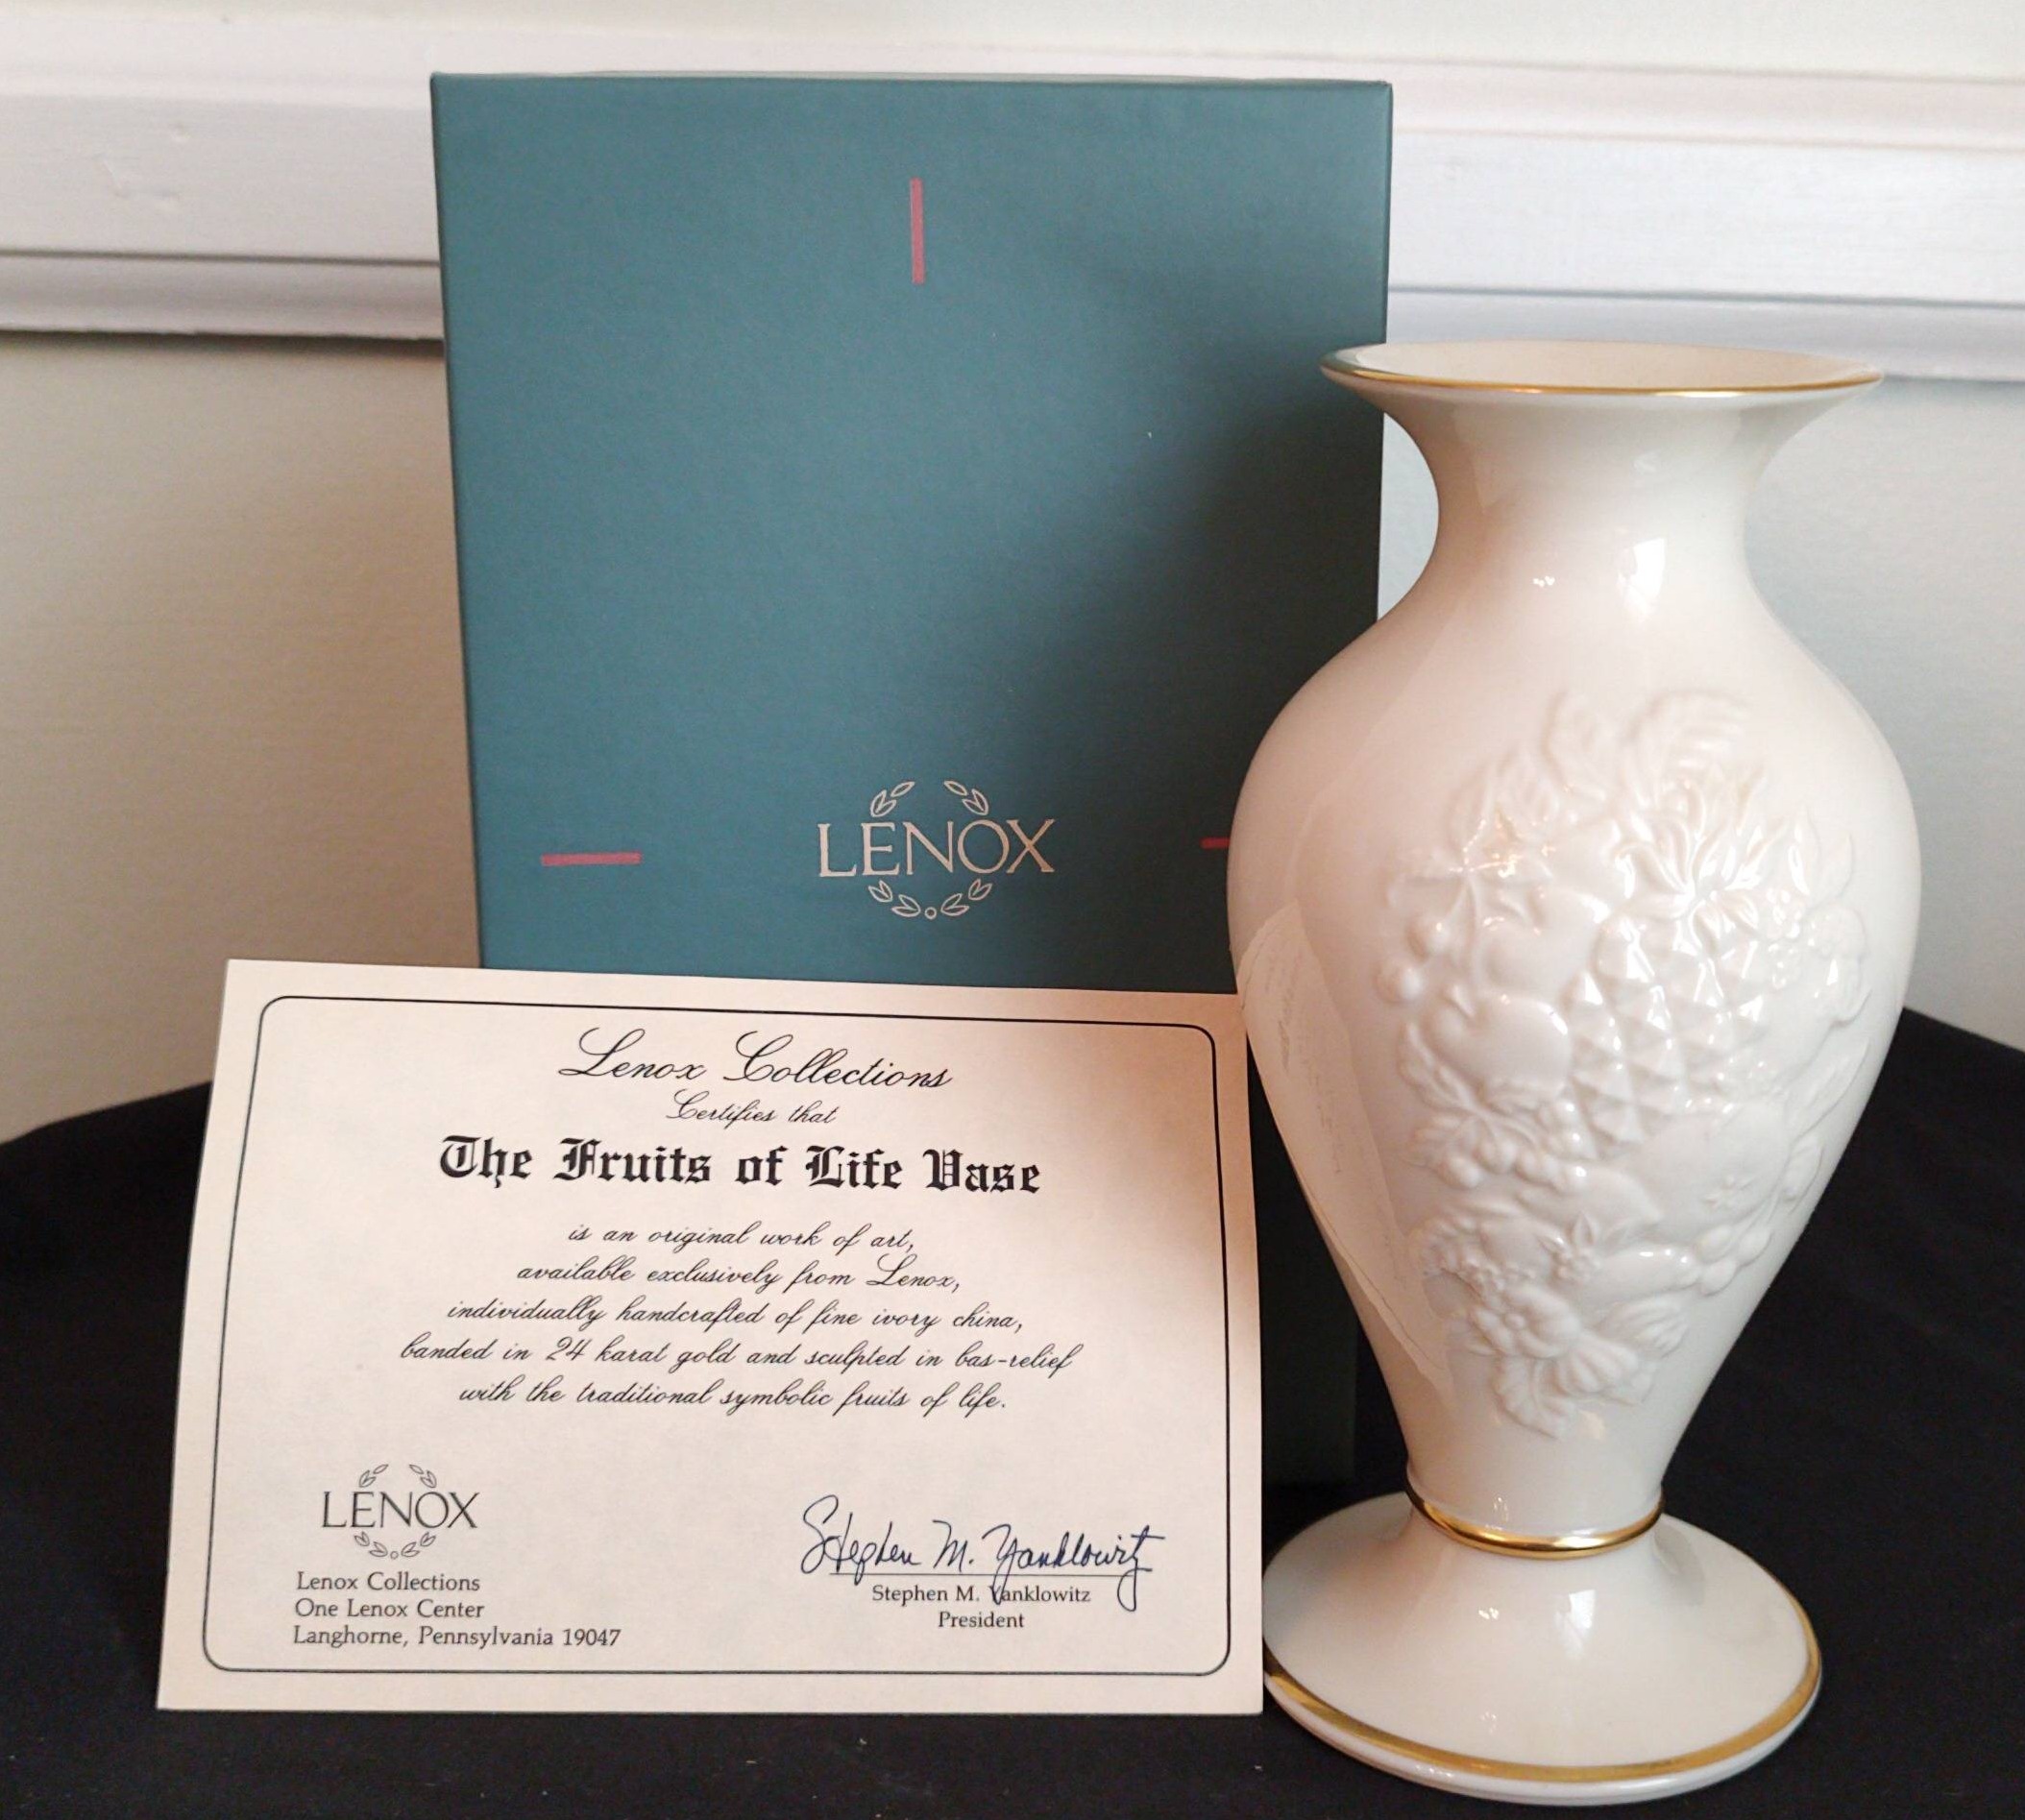 LENOX
Lenox Collections
Certifies that
The Fruits of Life Vase
is an original work of art,
available exclusively from Lenox,
individually handcrafted of fine ivory china,
banded in 24 karat gold and sculpted in bas-relief
with the traditional symbolic fruits of life.
LENOX
Lenox Collections
One Lenox Center
Langhorne, Pennsylvania 19047
Stephen M. Yanklowitz
Stephen M. Yanklowitz
President